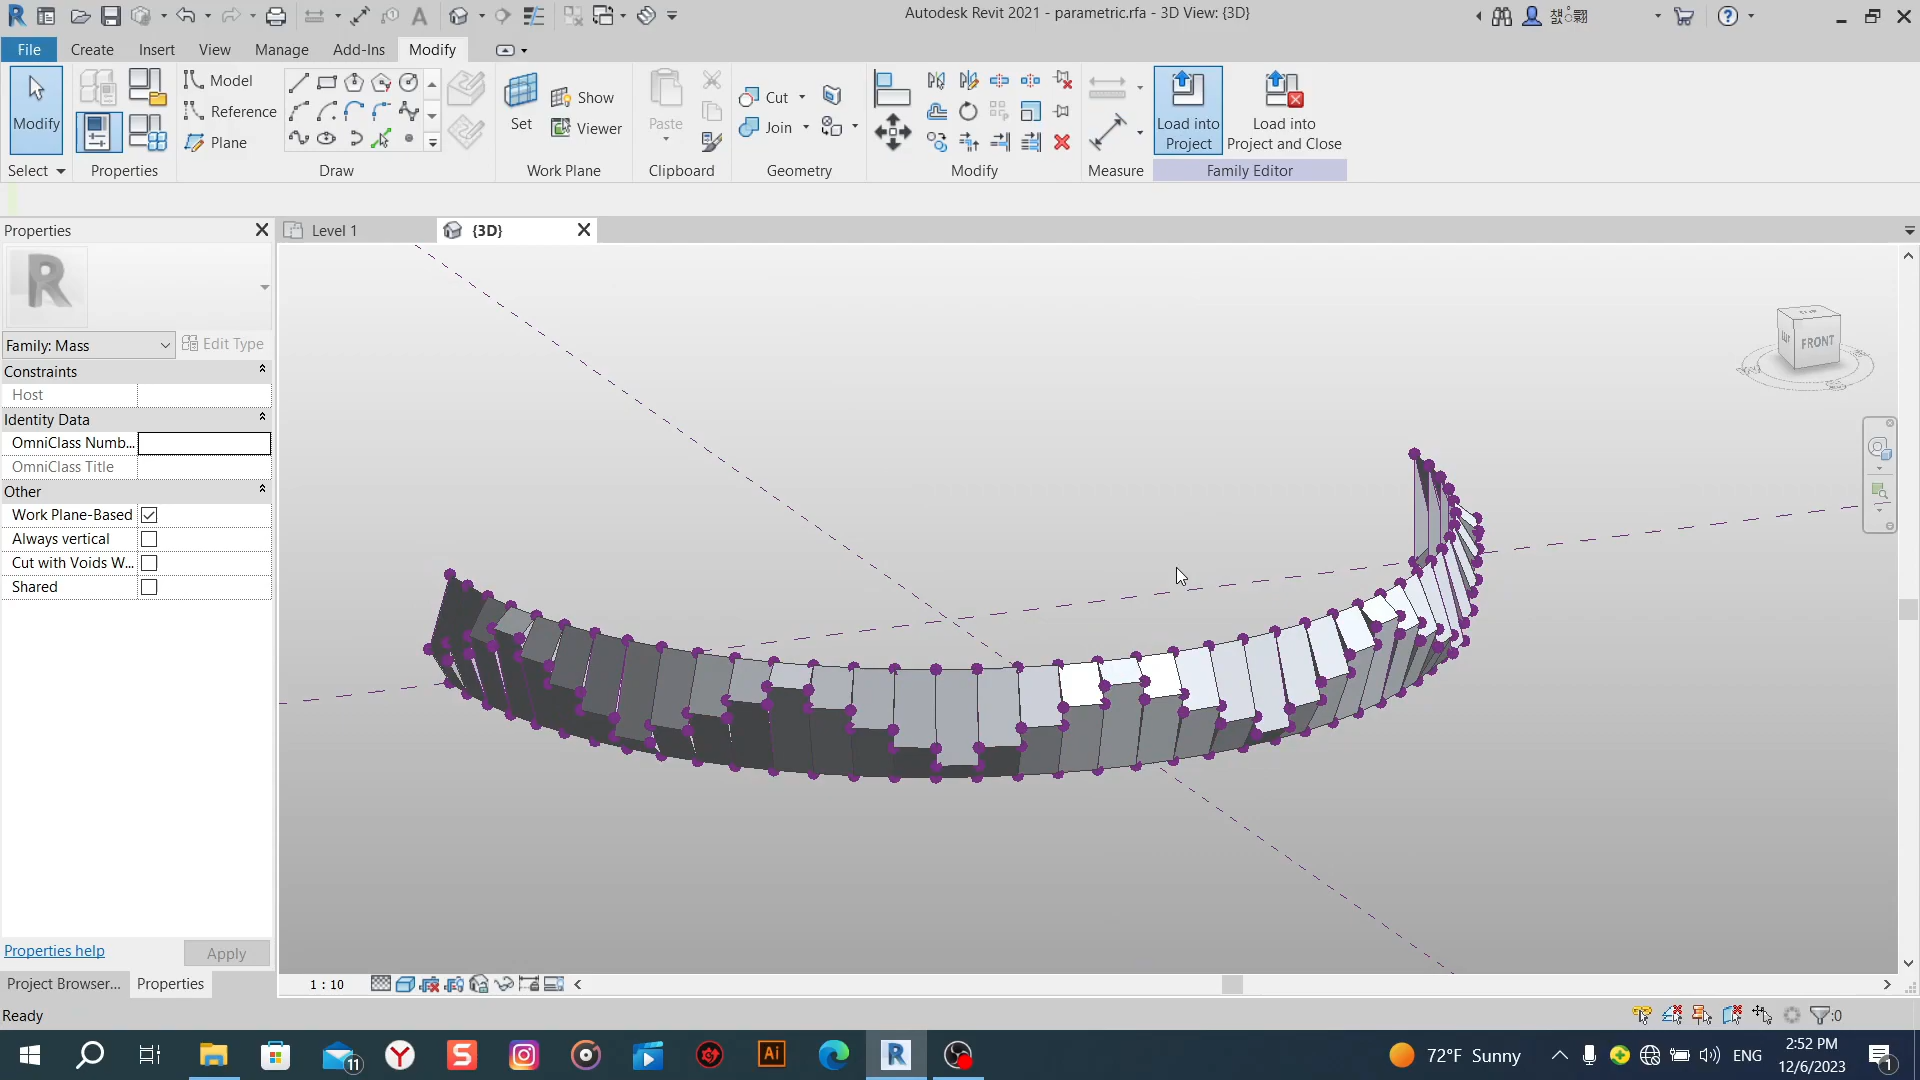 Autodesk Revit 2021 - parametric.rfa - 3D View: {3D}
File Create Insert View Manage Add-Ins Modify
Modify
Model
Reference
Plane
Set
Show
Viewer
Paste
Cut
Join
Load into
Project
Load into
Project and Close
Select Properties Draw Work Plane Clipboard Geometry Modify Measure Family Editor
Properties
Level 1
{3D}
R
Family: Mass
Edit Type
Constraints
Host
Identity Data
OmniClass Numb...
OmniClass Title
Other
Work Plane-Based
Always vertical
Cut with Voids W...
Shared
FRONT
Properties help
Apply
Project Browser...
Properties
1 : 10
Ready
:0
11
Y
S
Ai
R
72°F Sunny
ENG
2:52 PM
12/6/2023
1